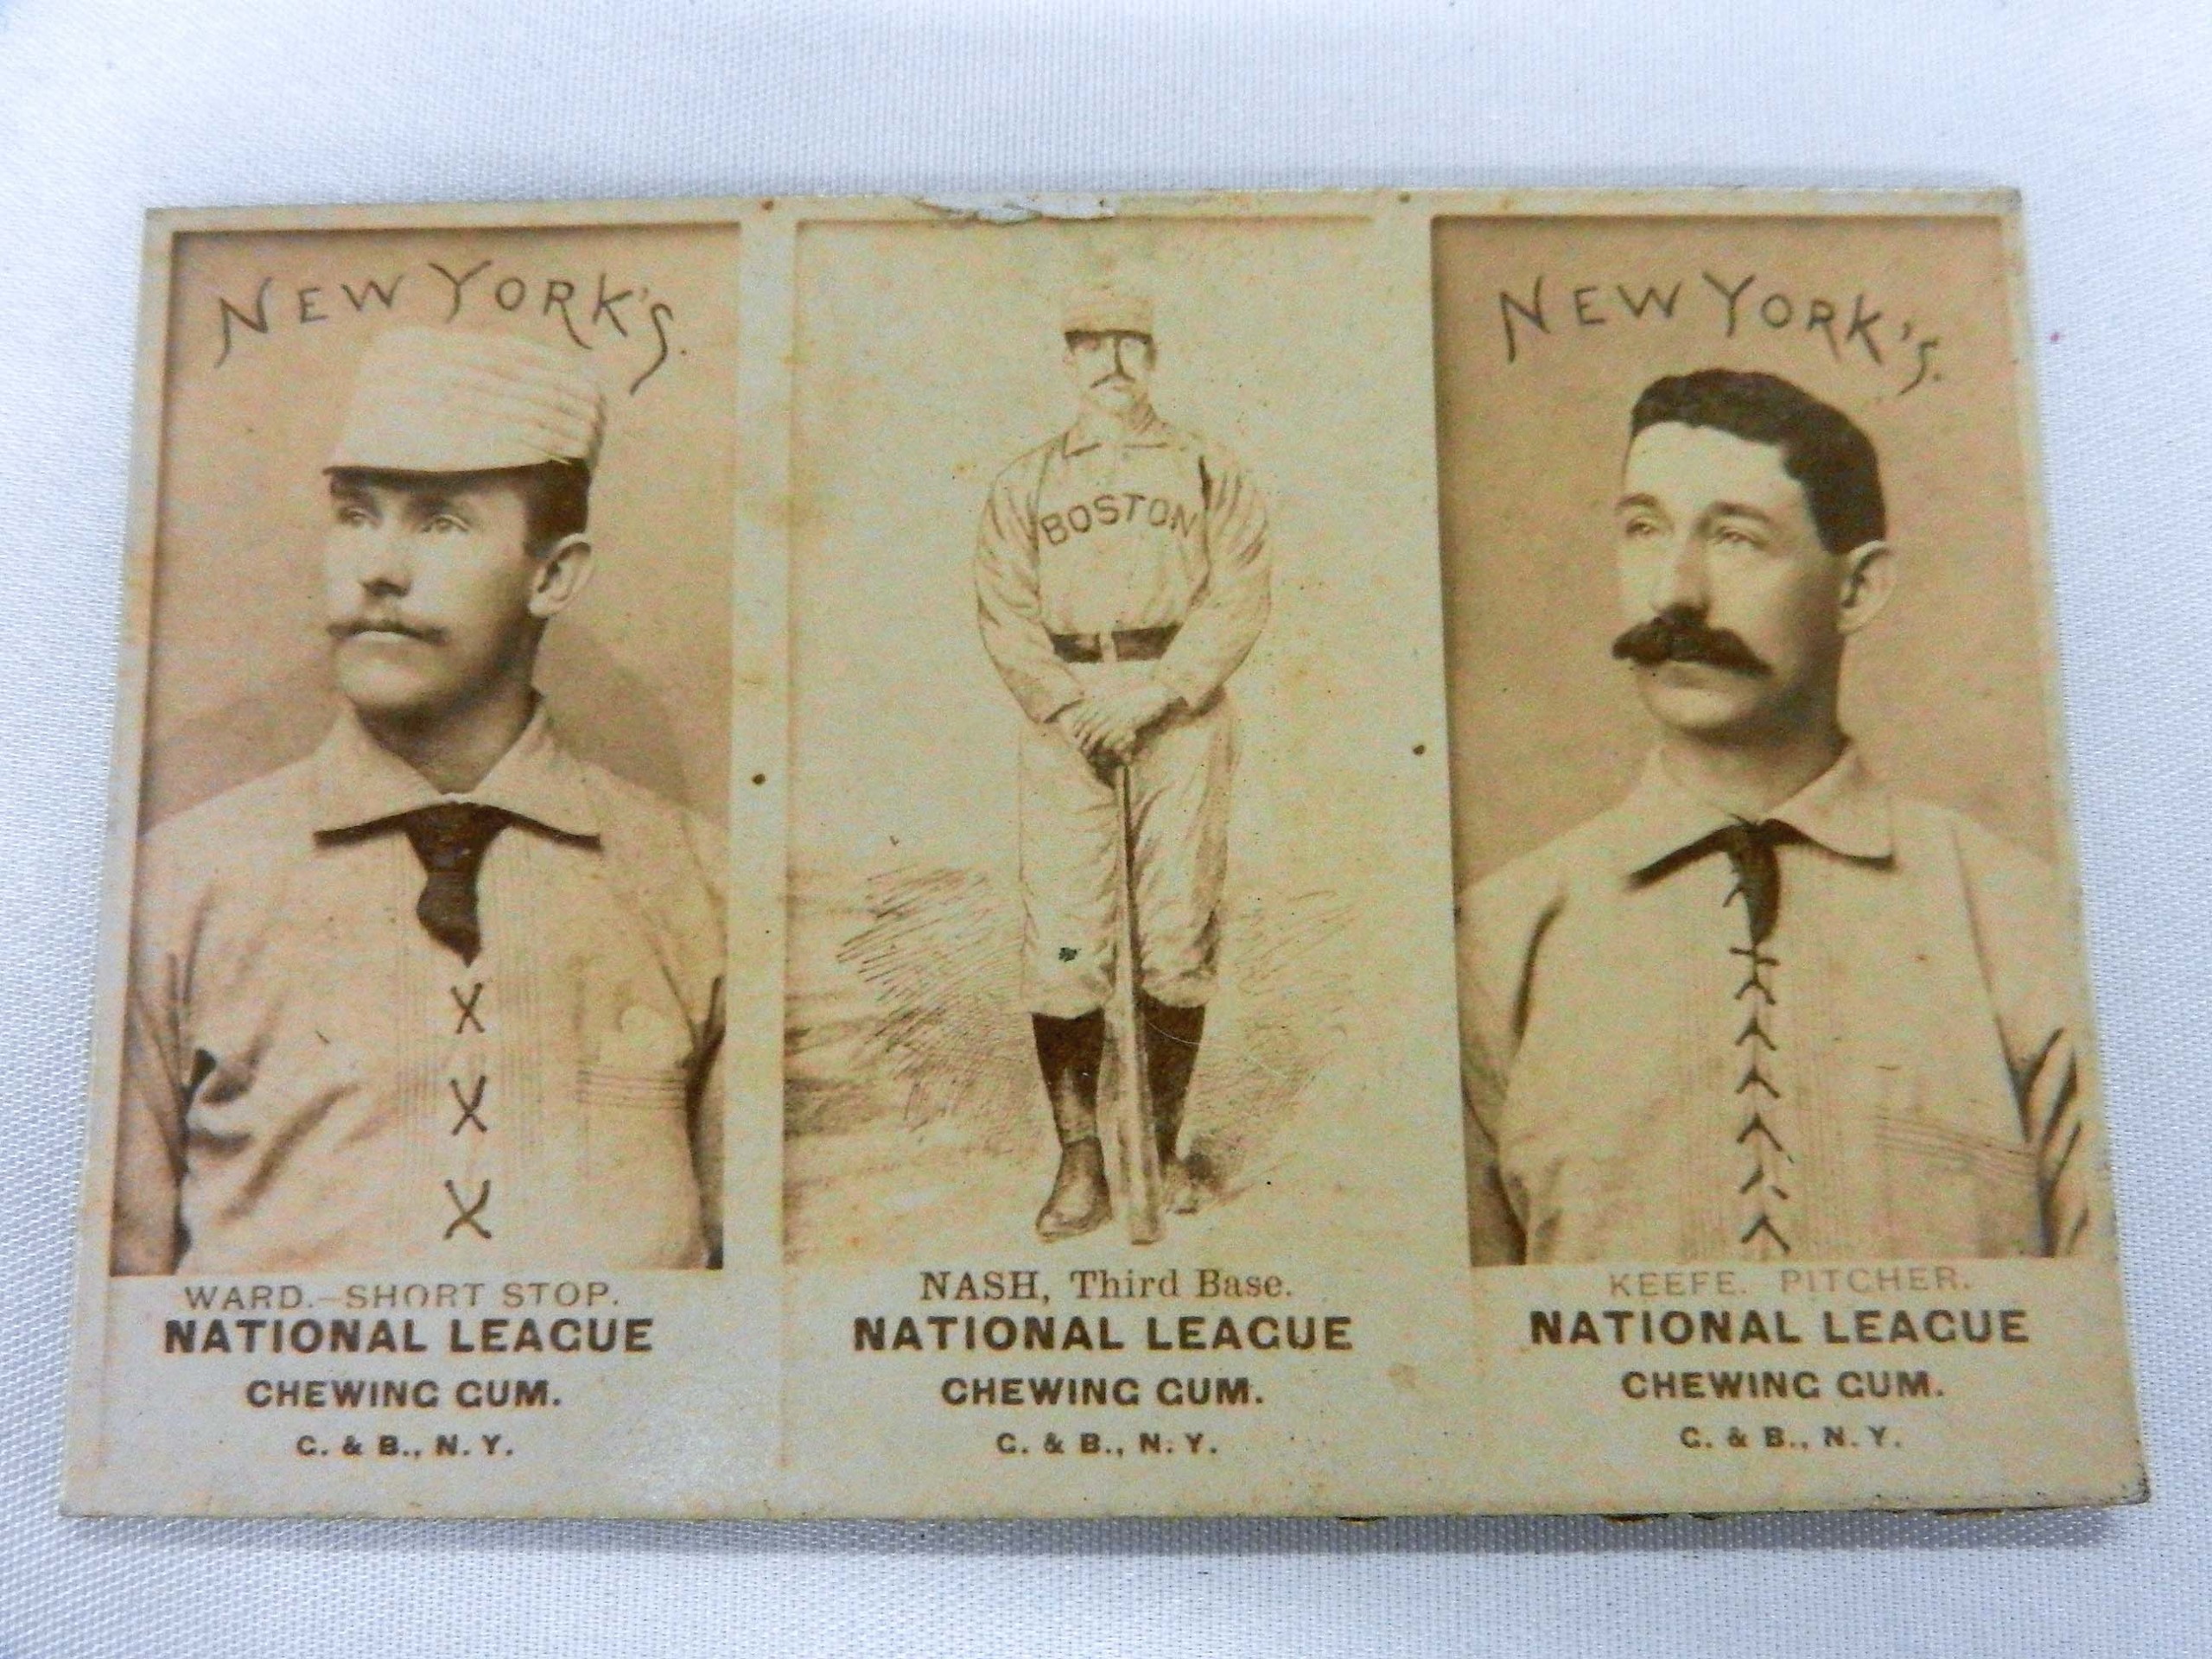 NEW YORK'S.
WARD.—SHORT STOP.
NATIONAL LEAGUE
CHEWING GUM.
C. & B., N. Y.
BOSTON
NASH, Third Base.
NATIONAL LEAGUE
CHEWING GUM.
C. & B., N. Y.
NEW YORK'S.
KEEFE. PITCHER.
NATIONAL LEAGUE
CHEWING GUM.
C. & B., N. Y.